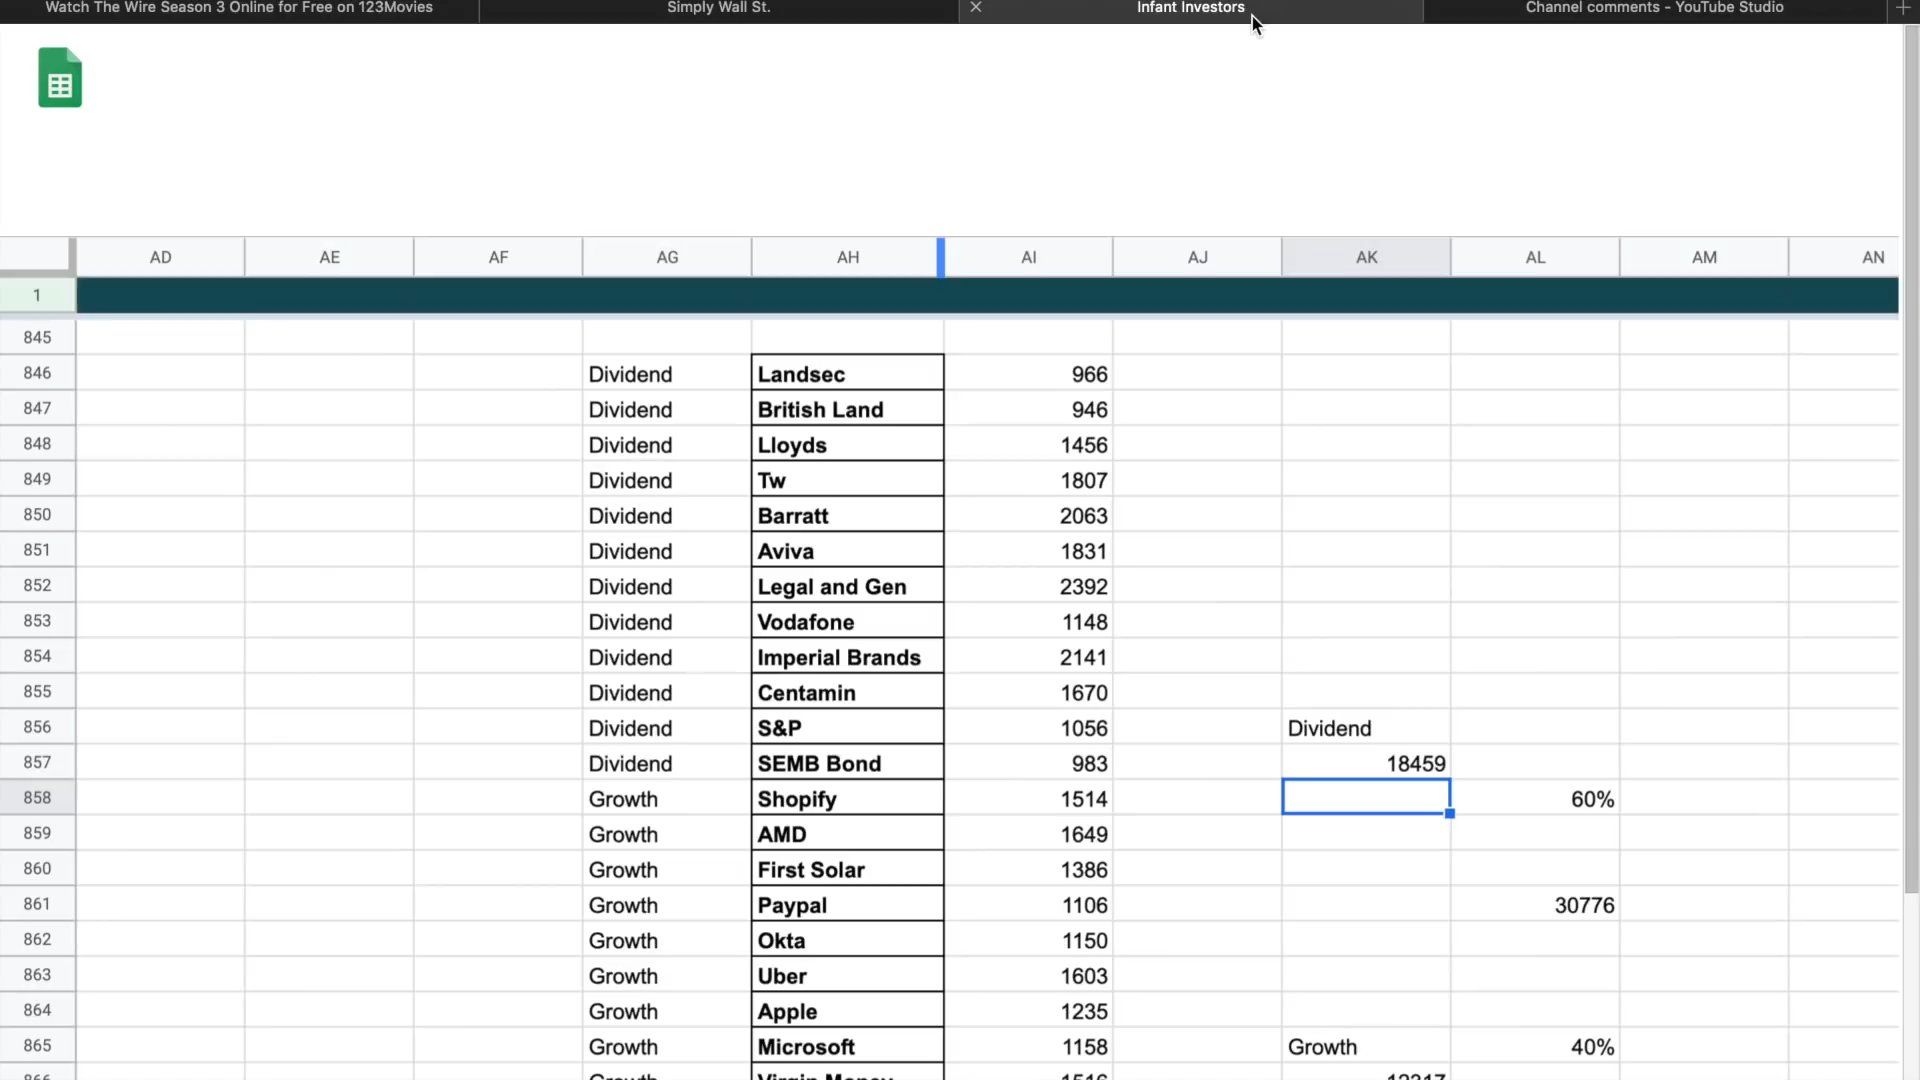 Watch The Wire Season 3 Online for Free on 123Movies Simply Wall St. Infant Investors Channel comments - YouTube Studio
AD AE AF AG AH AI AJ AK AL AM AN
1
845
846 Dividend Landsec 966
847 Dividend British Land 946
848 Dividend Lloyds 1456
849 Dividend Tw 1807
850 Dividend Barratt 2063
851 Dividend Aviva 1831
852 Dividend Legal and Gen 2392
853 Dividend Vodafone 1148
854 Dividend Imperial Brands 2141
855 Dividend Centamin 1670
856 Dividend S&P 1056 Dividend
857 Dividend SEMB Bond 983 18459
858 Growth Shopify 1514 60%
859 Growth AMD 1649
860 Growth First Solar 1386
861 Growth Paypal 1106 30776
862 Growth Okta 1150
863 Growth Uber 1603
864 Growth Apple 1235
865 Growth Microsoft 1158 Growth 40%
866 Growth Virgin Money 1516 12317